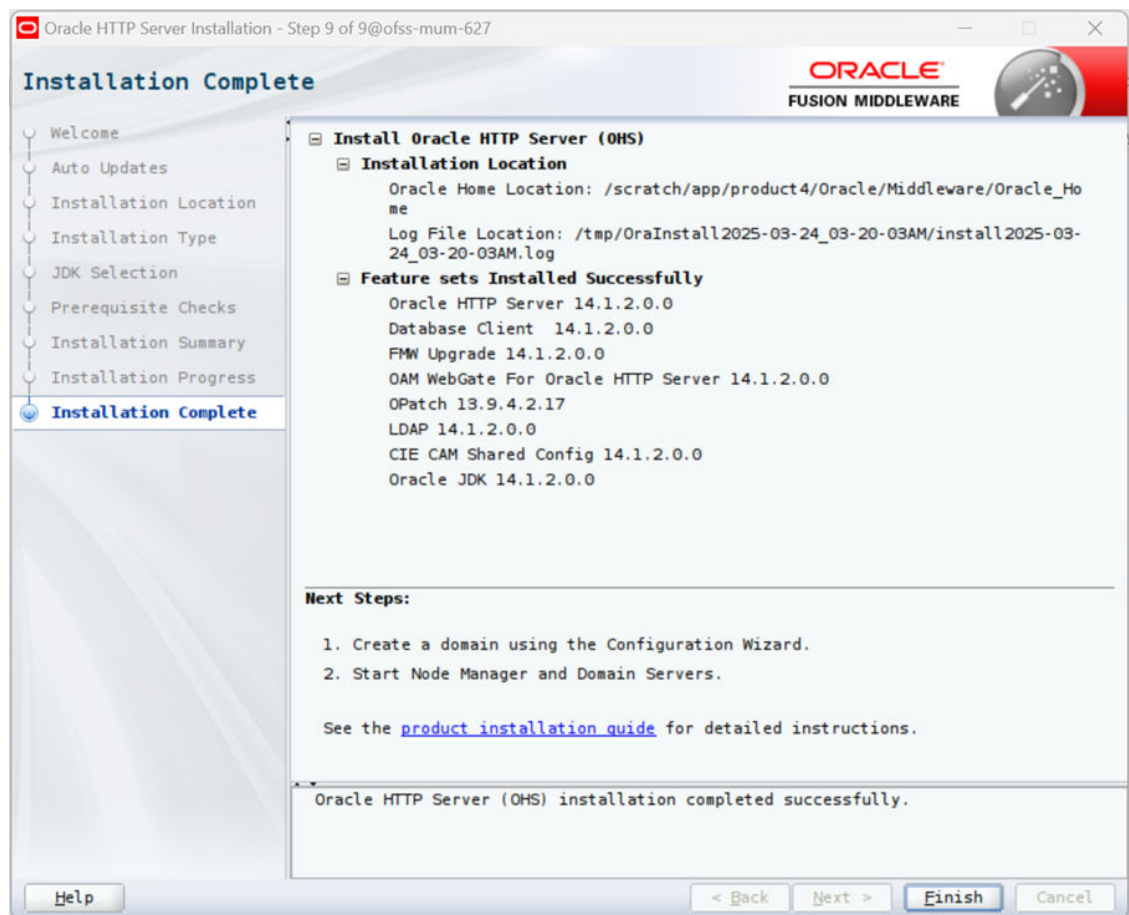 Oracle HTTP Server Installation - Step 9 of 9@ofss-mum-627
Installation Complete
ORACLE
FUSION MIDDLEWARE
Welcome
Auto Updates
Installation Location
Installation Type
JDK Selection
Prerequisite Checks
Installation Summary
Installation Progress
Installation Complete
Install Oracle HTTP Server (OHS)
Installation Location
Oracle Home Location: /scratch/app/product4/Oracle/Middleware/Oracle_Ho
me
Log File Location: /tmp/OraInstall2025-03-24_03-20-03AM/install2025-03-
24_03-20-03AM.log
Feature sets Installed Successfully
Oracle HTTP Server 14.1.2.0.0
Database Client  14.1.2.0.0
FMW Upgrade 14.1.2.0.0
OAM WebGate For Oracle HTTP Server 14.1.2.0.0
OPatch 13.9.4.2.17
LDAP 14.1.2.0.0
CIE CAM Shared Config 14.1.2.0.0
Oracle JDK 14.1.2.0.0
Next Steps:
1. Create a domain using the Configuration Wizard.
2. Start Node Manager and Domain Servers.
See the product installation guide for detailed instructions.
Oracle HTTP Server (OHS) installation completed successfully.
Help
< Back
Next >
Finish
Cancel